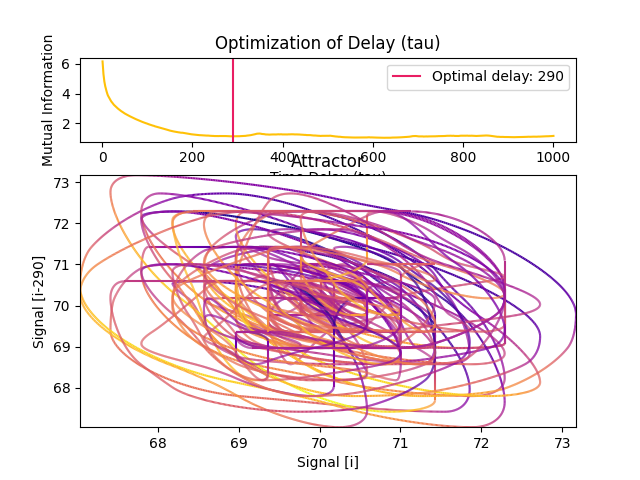 Optimization of Delay (tau)
Mutual Information
6
4
2
Optimal delay: 290
0 200 400 600 800 1000
Time Delay (tau)
Attractor
Signal [i-290]
73
72
71
70
69
68
68 69 70 71 72 73
Signal [i]